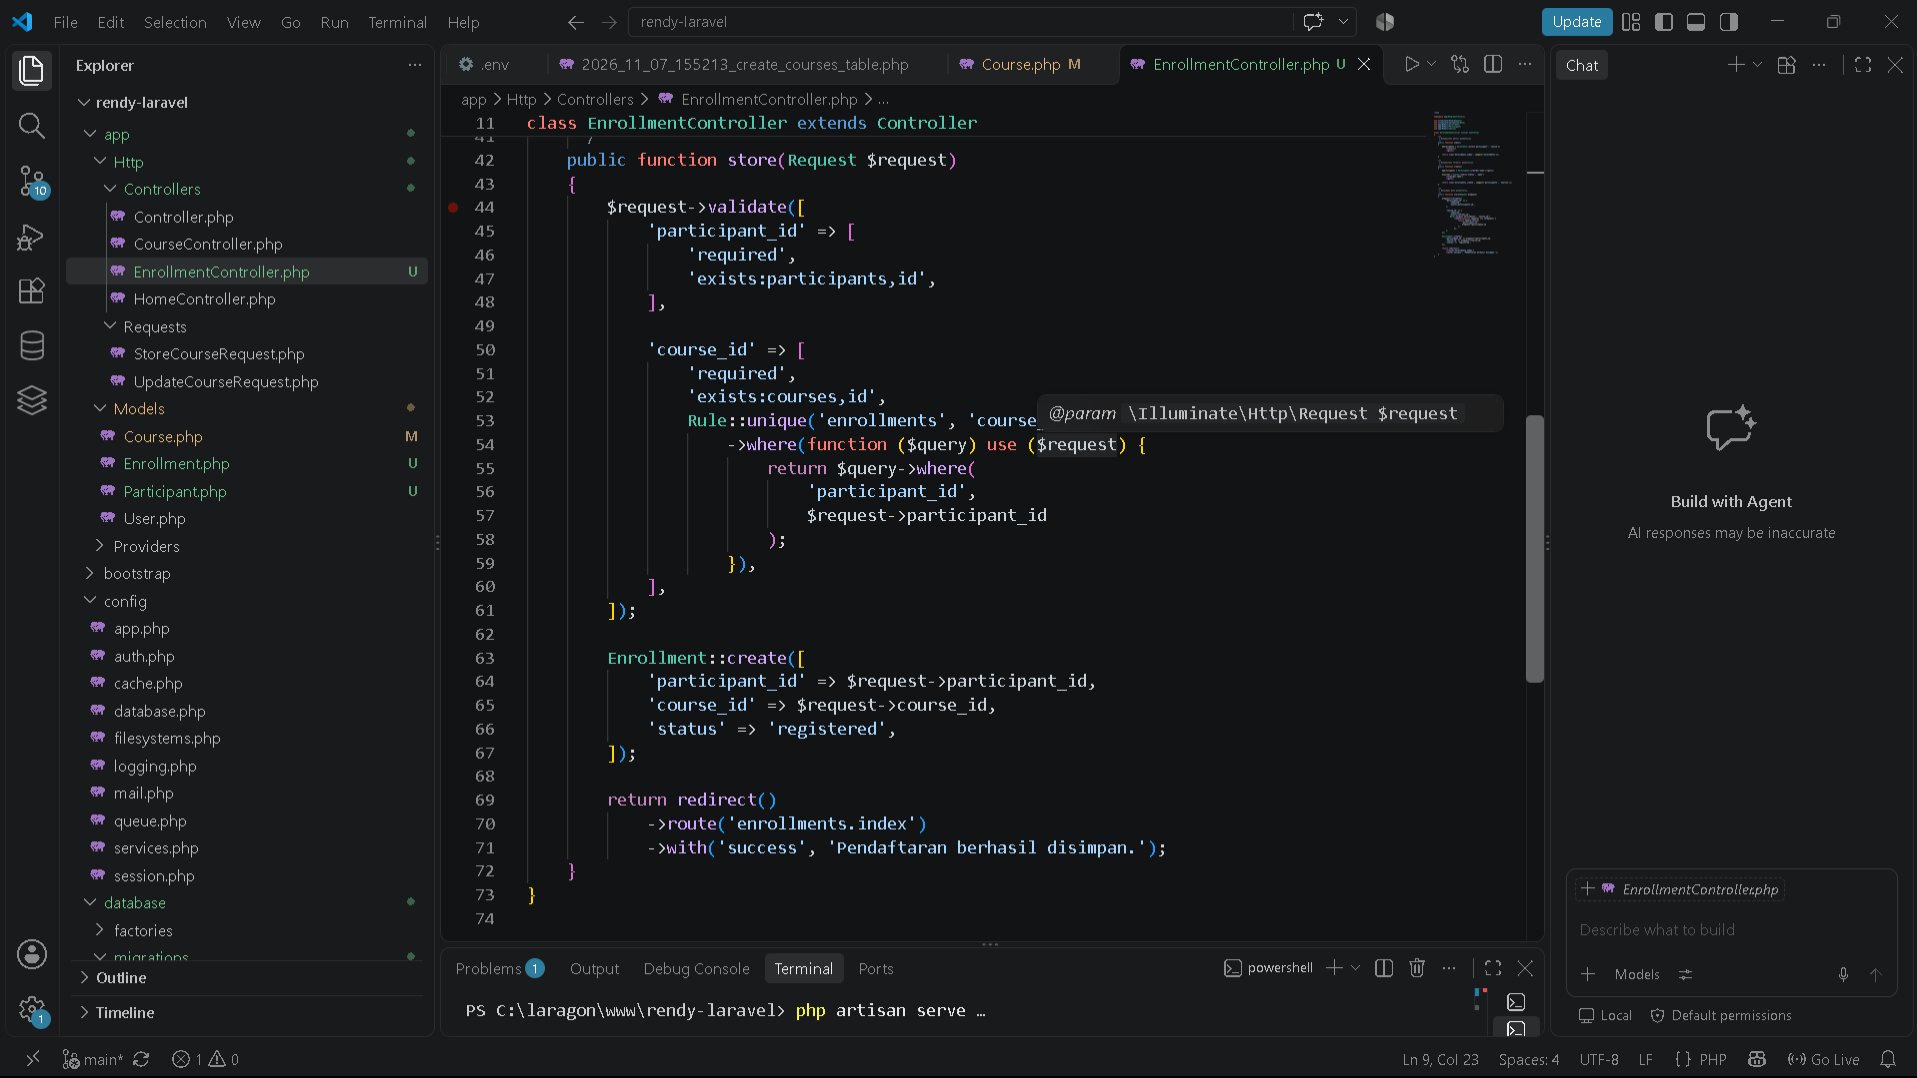 File Edit Selection View Go Run Terminal Help
rendy-laravel
Update
Explorer
rendy-laravel
app
Http
Controllers
Controller.php
CourseController.php
EnrollmentController.php U
HomeController.php
Requests
StoreCourseRequest.php
UpdateCourseRequest.php
Models
Course.php M
Enrollment.php U
Participant.php U
User.php
Providers
bootstrap
config
app.php
auth.php
cache.php
database.php
filesystems.php
logging.php
mail.php
queue.php
services.php
session.php
database
factories
migrations
Outline
Timeline
10
1
.env
2026_11_07_155213_create_courses_table.php
Course.php M
EnrollmentController.php U
app > Http > Controllers > EnrollmentController.php > ...
11 class EnrollmentController extends Controller
41 */
42 public function store(Request $request)
43 {
44 $request->validate([
45 'participant_id' => [
46 'required',
47 'exists:participants,id',
48 ],
49
50 'course_id' => [
51 'required',
52 'exists:courses,id',
53 Rule::unique('enrollments', 'course_
@param \Illuminate\Http\Request $request
54 ->where(function ($query) use ($request) {
55 return $query->where(
56 'participant_id',
57 $request->participant_id
58 );
59 }),
60 ],
61 ]);
62
63 Enrollment::create([
64 'participant_id' => $request->participant_id,
65 'course_id' => $request->course_id,
66 'status' => 'registered',
67 ]);
68
69 return redirect()
70 ->route('enrollments.index')
71 ->with('success', 'Pendaftaran berhasil disimpan.');
72 }
73 }
74
Problems 1 Output Debug Console Terminal Ports
powershell
PS C:\laragon\www\rendy-laravel> php artisan serve …
Chat
Build with Agent
AI responses may be inaccurate
EnrollmentController.php
Describe what to build
Models
Local Default permissions
main* 1 0
Ln 9, Col 23 Spaces: 4 UTF-8 LF { } PHP Go Live